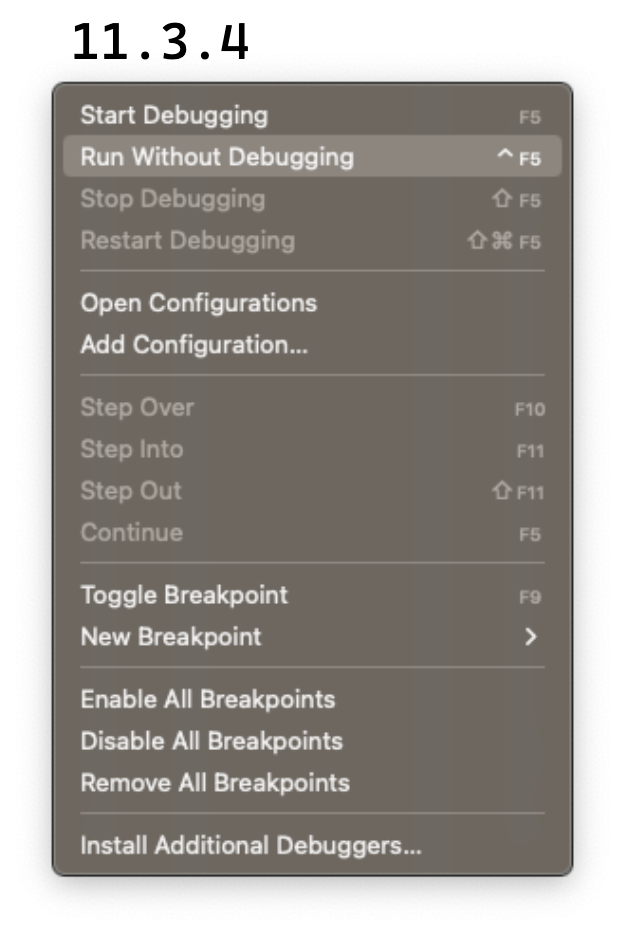 11.3.4
Start Debugging F5
Run Without Debugging ^ F5
Stop Debugging ⇧ F5
Restart Debugging ⇧⌘ F5
Open Configurations
Add Configuration...
Step Over F10
Step Into F11
Step Out ⇧ F11
Continue F5
Toggle Breakpoint F9
New Breakpoint >
Enable All Breakpoints
Disable All Breakpoints
Remove All Breakpoints
Install Additional Debuggers...